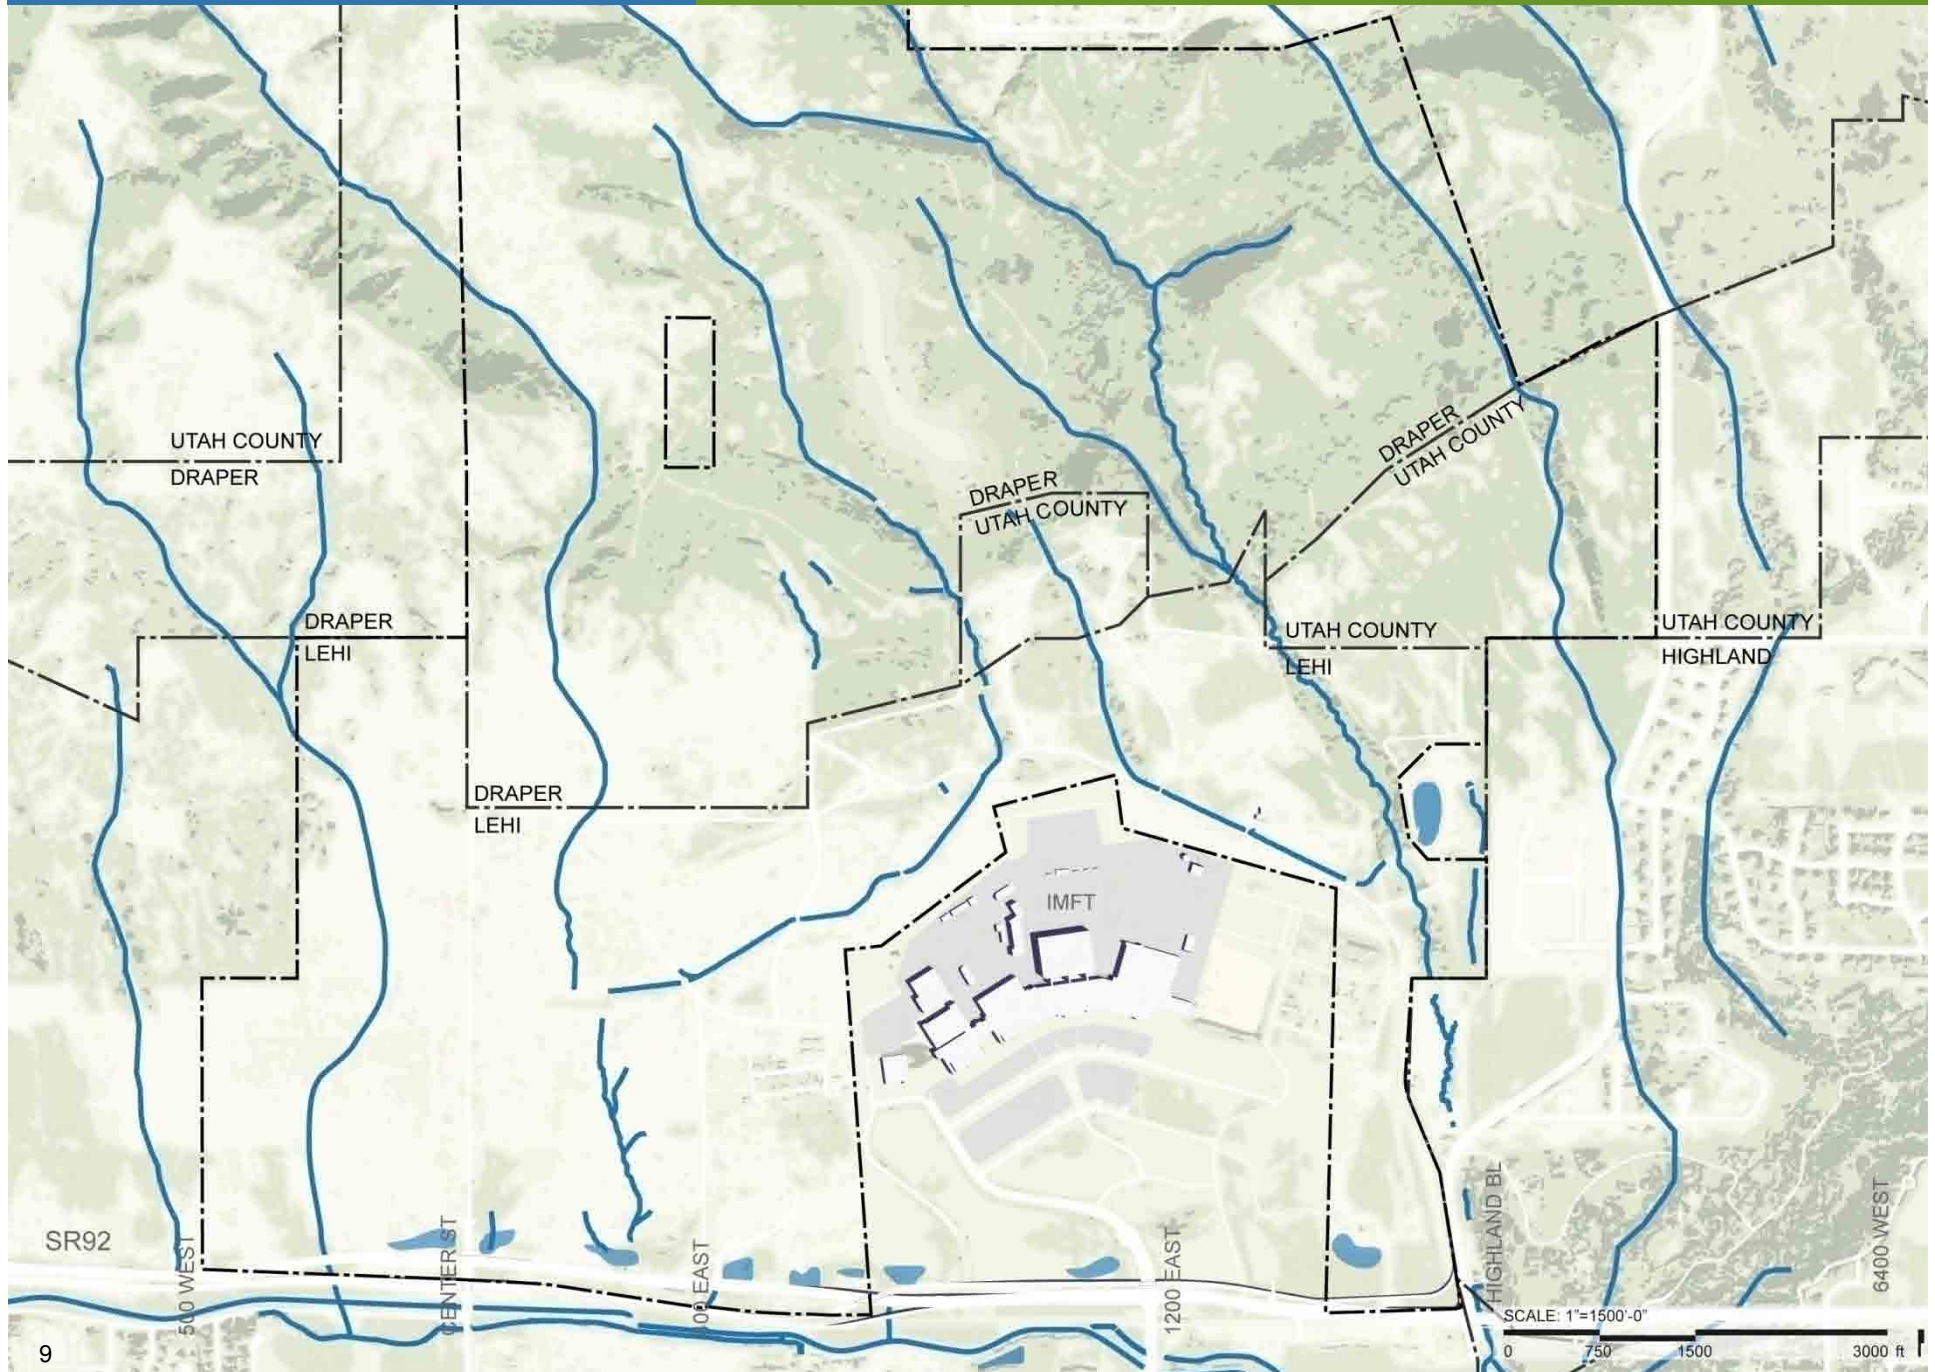 DRAPER
UTAH COUNTY
UTAH COUNTY
DRAPER
DRAPER
UTAH COUNTY
DRAPER
LEHI
UTAH COUNTY
LEHI
UTAH COUNTY
HIGHLAND
DRAPER
LEHI
IMFT
SR92
500 WEST
CENTER ST
00 EAST
1200 EAST
HIGHLAND BL
6400 WEST
SCALE: 1"=1500'-0"
0 750 1500 3000 ft
9